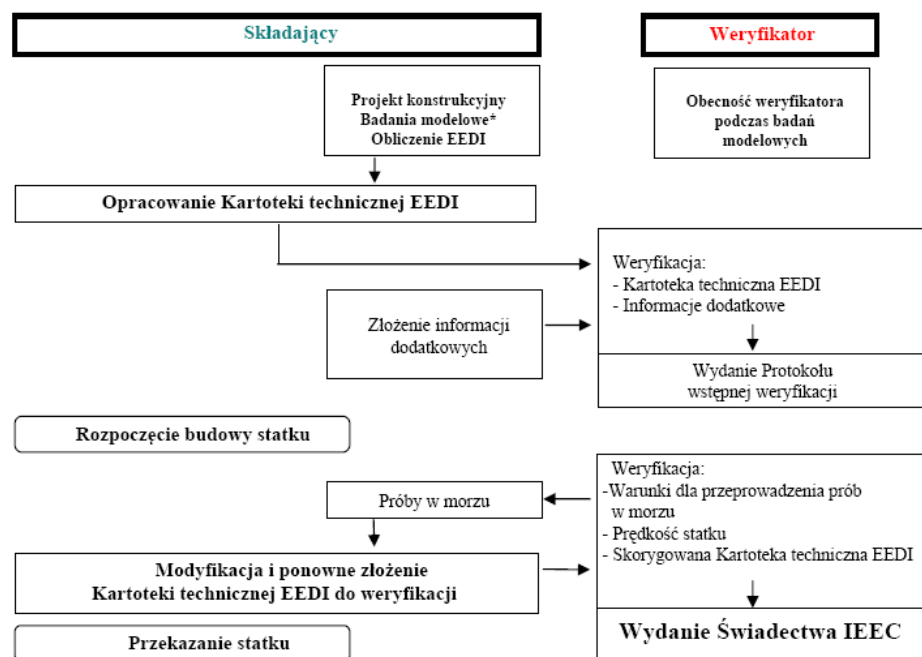 Składający
Weryfikator
Projekt konstrukcyjny
Badania modelowe*
Obliczenie EEDI
Obecność weryfikatora
podczas badań
modelowych
Opracowanie Kartoteki technicznej EEDI
Weryfikacja:
- Kartoteka techniczna EEDI
- Informacje dodatkowe
Złożenie informacji
dodatkowych
Wydanie Protokołu
wstępnej weryfikacji
Rozpoczęcie budowy statku
Weryfikacja:
-Warunki dla przeprowadzenia prób
w morzu
- Prędkość statku
- Skorygowana Kartoteka techniczna EEDI
Próby w morzu
Modyfikacja i ponowne złożenie
Kartoteki technicznej EEDI do weryfikacji
Wydanie Świadectwa IEEC
Przekazanie statku